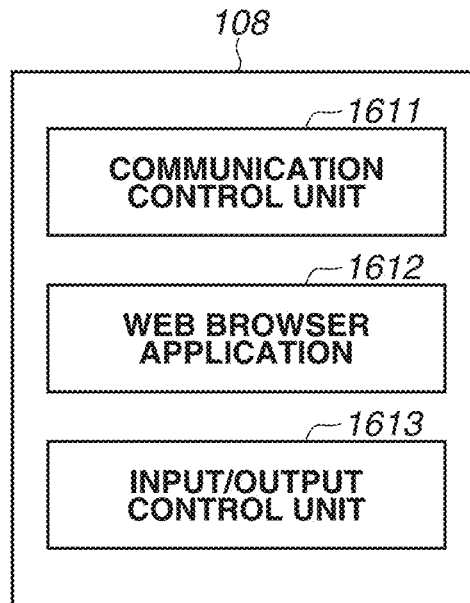 108
1611
COMMUNICATION
CONTROL UNIT
1612
WEB BROWSER
APPLICATION
1613
INPUT/OUTPUT
CONTROL UNIT